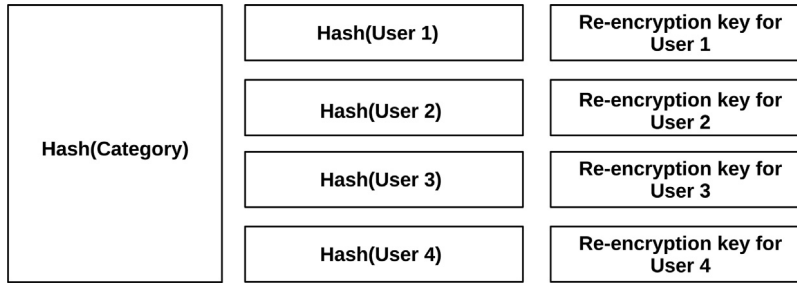 Hash(Category)
Hash(User 1)
Re-encryption key for
User 1
Hash(User 2)
Re-encryption key for
User 2
Hash(User 3)
Re-encryption key for
User 3
Hash(User 4)
Re-encryption key for
User 4